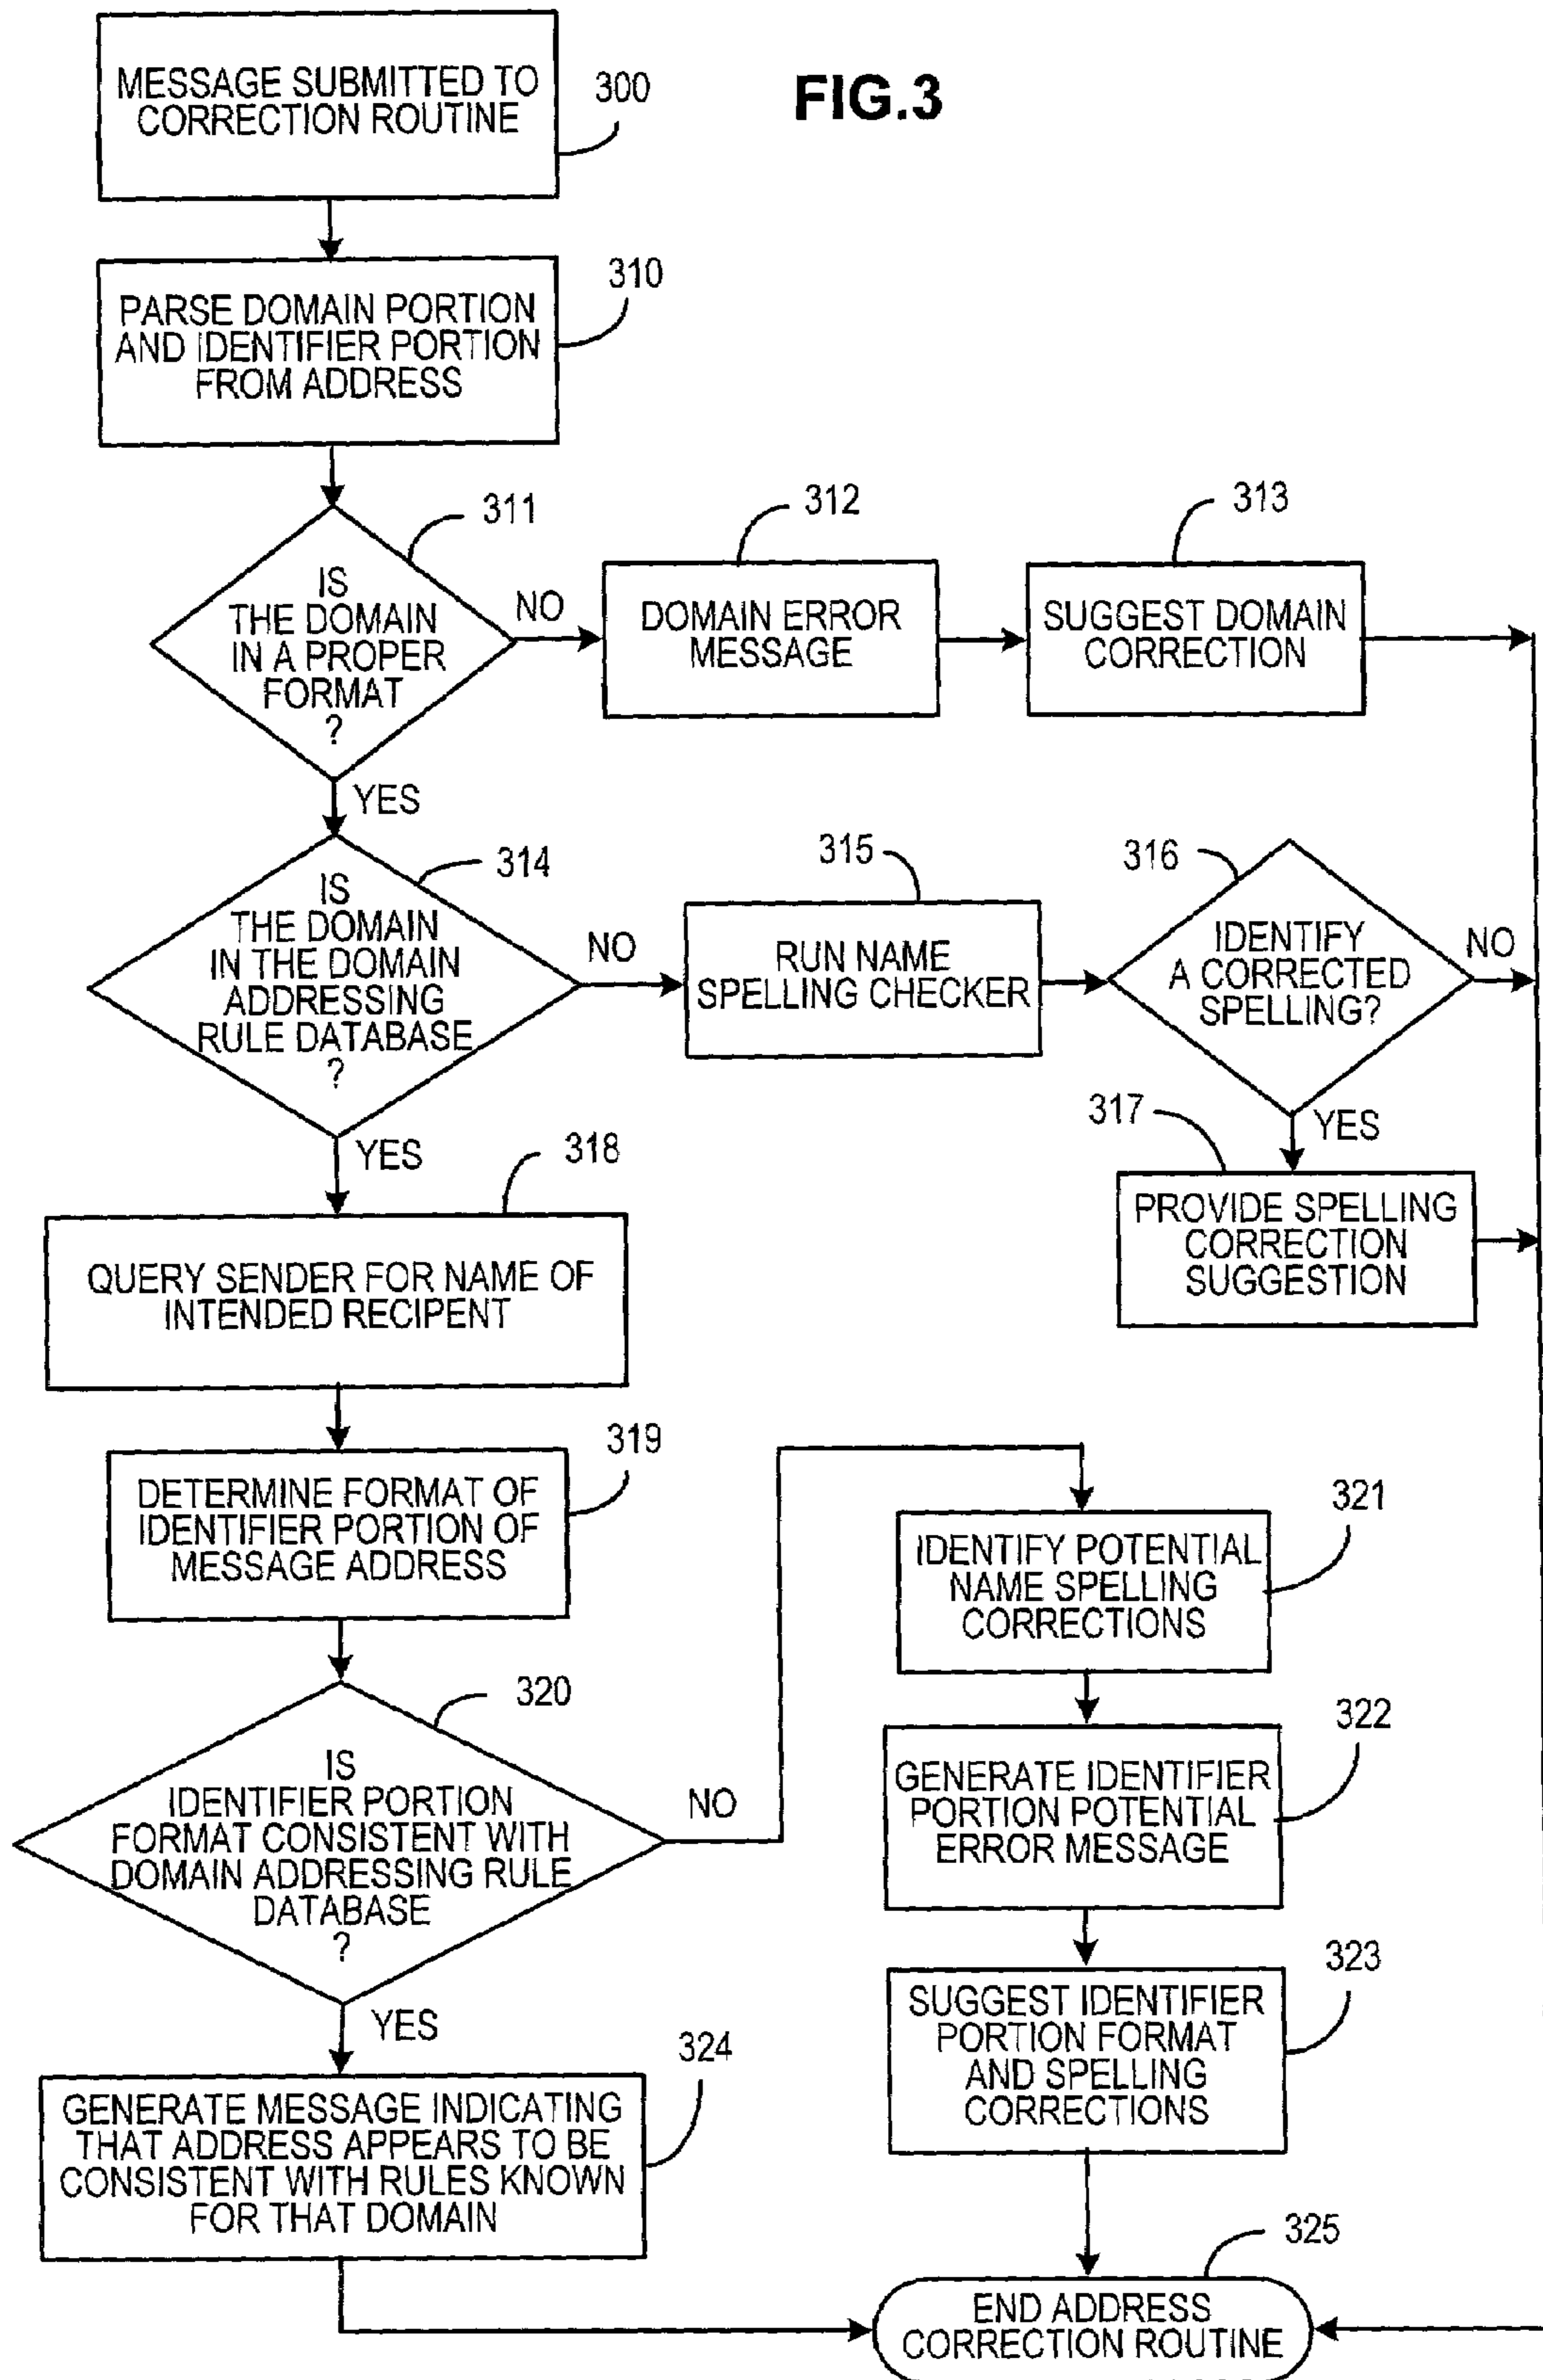 FIG.3
MESSAGE SUBMITTED TO
CORRECTION ROUTINE
300
PARSE DOMAIN PORTION
AND IDENTIFIER PORTION
FROM ADDRESS
310
IS
THE DOMAIN
IN A PROPER
FORMAT
?
311
NO
YES
DOMAIN ERROR
MESSAGE
312
SUGGEST DOMAIN
CORRECTION
313
IS
THE DOMAIN
IN THE DOMAIN
ADDRESSING
RULE DATABASE
?
314
NO
YES
RUN NAME
SPELLING CHECKER
315
IDENTIFY
A CORRECTED
SPELLING?
316
NO
YES
PROVIDE SPELLING
CORRECTION
SUGGESTION
317
QUERY SENDER FOR NAME OF
INTENDED RECIPENT
318
DETERMINE FORMAT OF
IDENTIFIER PORTION OF
MESSAGE ADDRESS
319
IS
IDENTIFIER PORTION
FORMAT CONSISTENT WITH
DOMAIN ADDRESSING RULE
DATABASE
?
320
NO
YES
IDENTIFY POTENTIAL
NAME SPELLING
CORRECTIONS
321
GENERATE IDENTIFIER
PORTION POTENTIAL
ERROR MESSAGE
322
SUGGEST IDENTIFIER
PORTION FORMAT
AND SPELLING
CORRECTIONS
323
GENERATE MESSAGE INDICATING
THAT ADDRESS APPEARS TO BE
CONSISTENT WITH RULES KNOWN
FOR THAT DOMAIN
324
END ADDRESS
CORRECTION ROUTINE
325